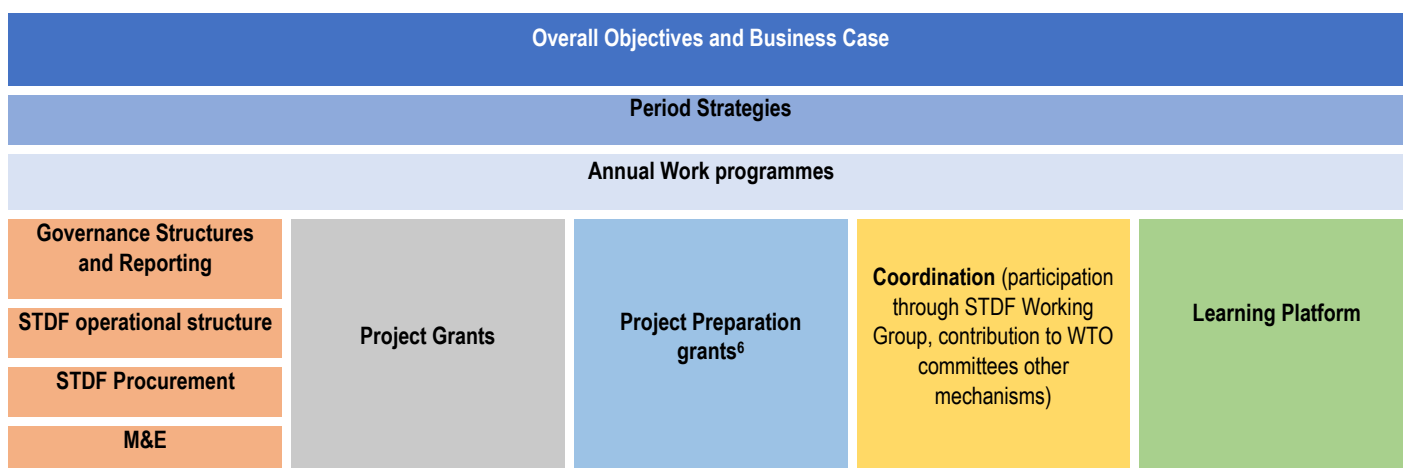 Overall Objectives and Business Case
Period Strategies
Annual Work programmes
Governance Structures
and Reporting
STDF operational structure
STDF Procurement
M&E
Project Grants
Project Preparation
grants⁶
Coordination (participation
through STDF Working
Group, contribution to WTO
committees other
mechanisms)
Learning Platform